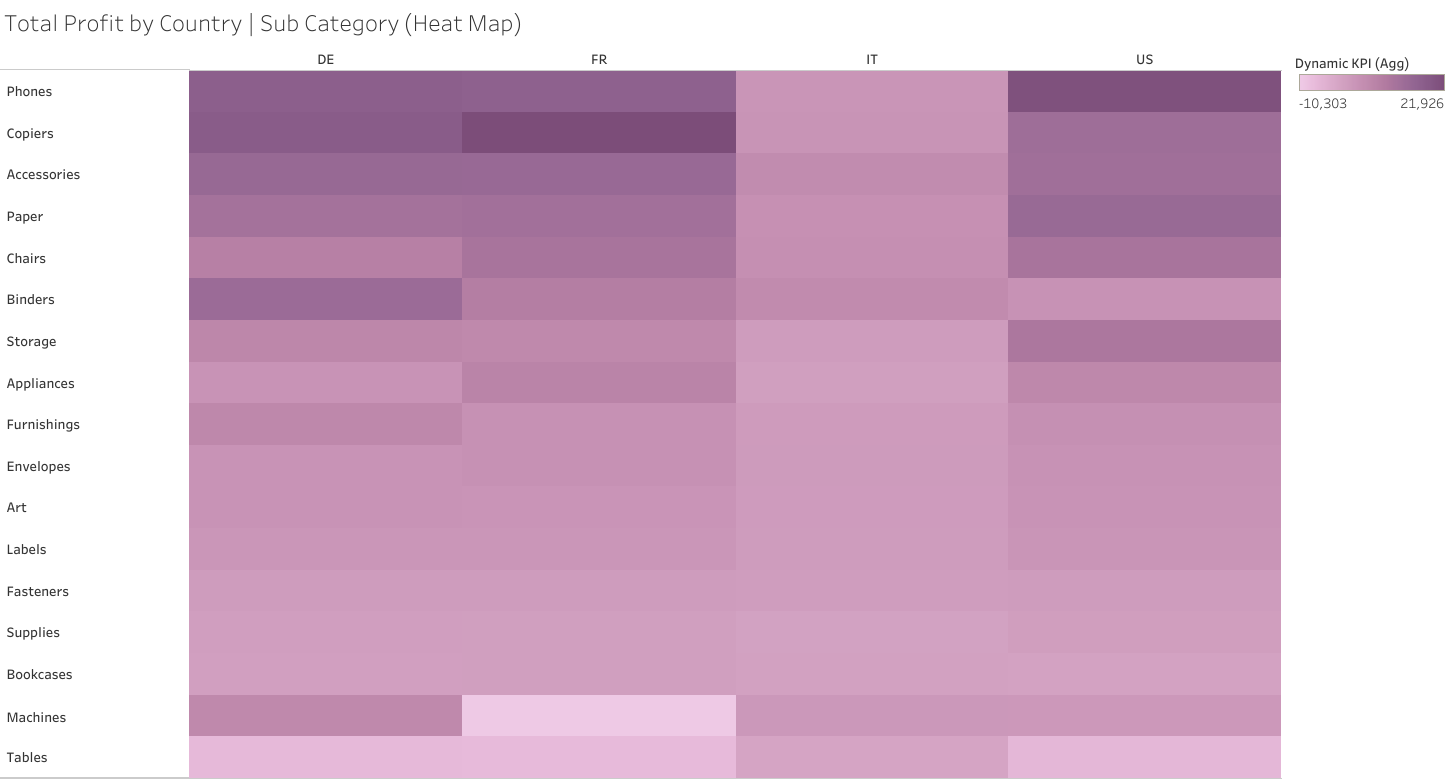 Total Profit by Country | Sub Category (Heat Map)
DE FR IT US
Dynamic KPI (Agg)
-10,303 21,926
Phones
Copiers
Accessories
Paper
Chairs
Binders
Storage
Appliances
Furnishings
Envelopes
Art
Labels
Fasteners
Supplies
Bookcases
Machines
Tables